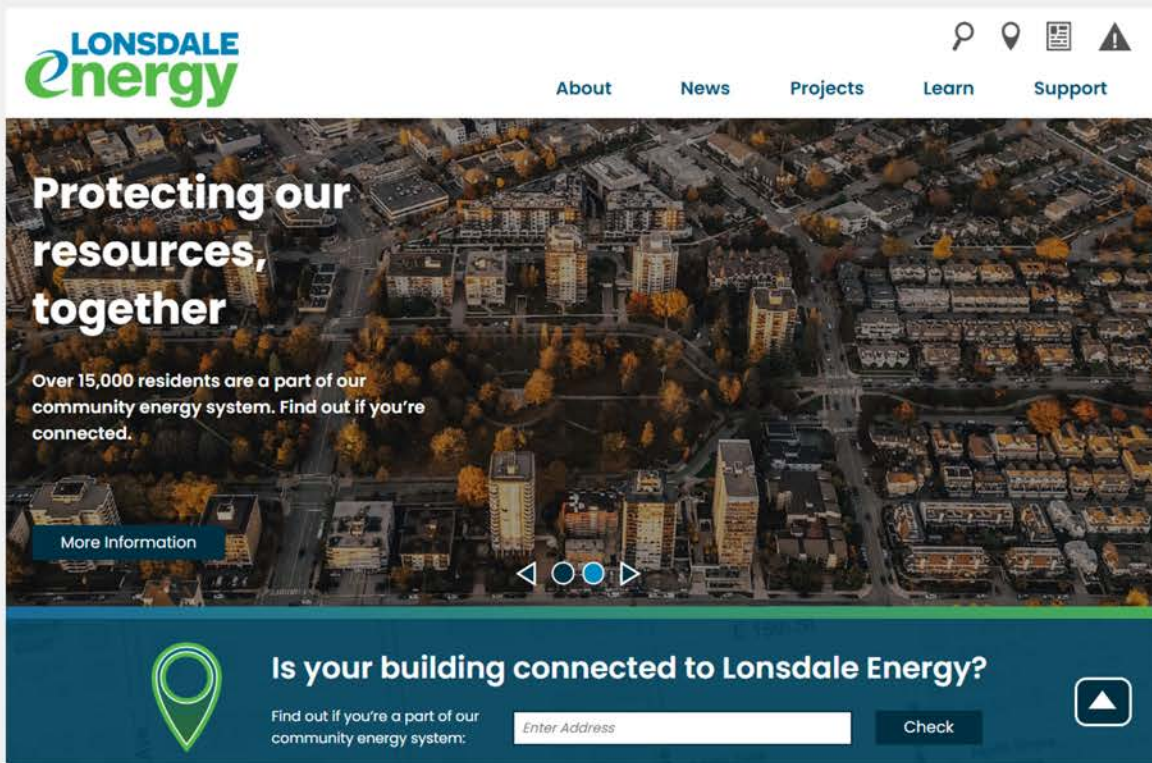 LONSDALE
energy
About News Projects Learn Support
Protecting our
resources,
together
Over 15,000 residents are a part of our
community energy system. Find out if you're
connected.
More Information
Is your building connected to Lonsdale Energy?
Find out if you're a part of our
community energy system:
Enter Address
Check